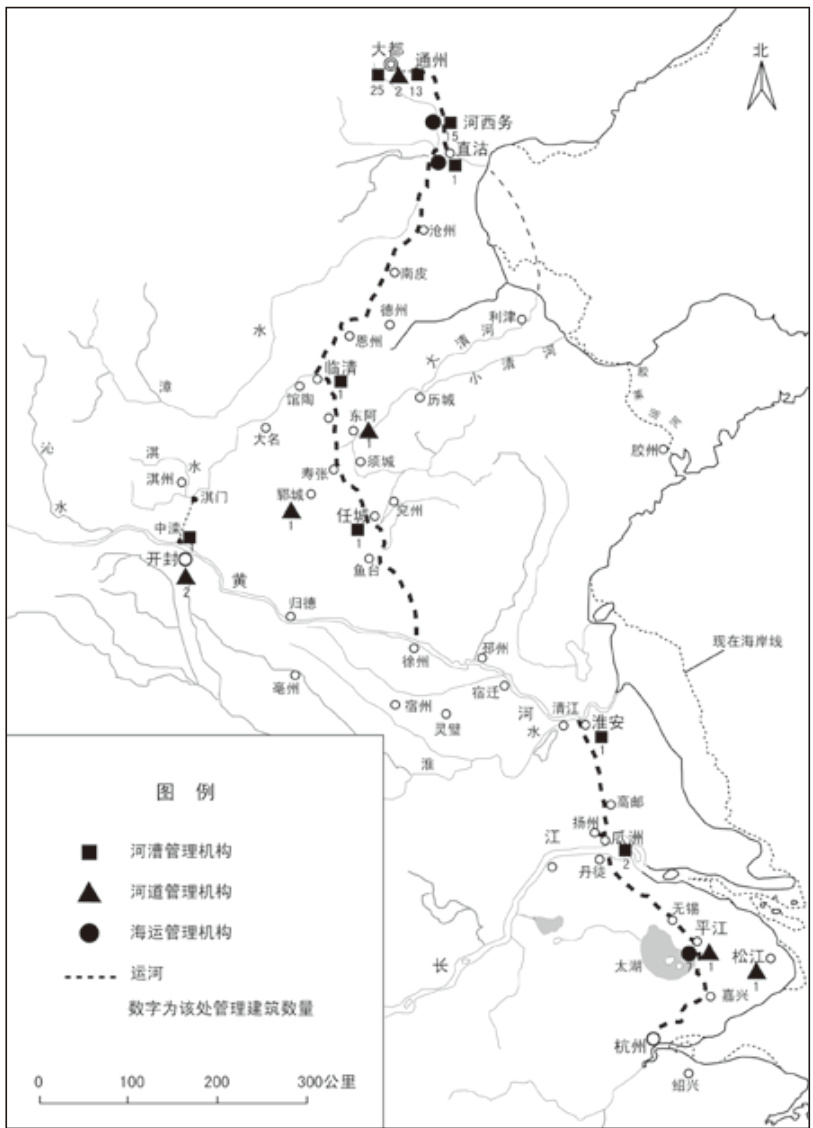 北
大都
通州
25
2
13
河西务
5
直沽
1
沧州
南皮
德州
利津
恩州
大清河
小清河
水
临清
1
馆陶
漳
历城
东阿
1
大名
胶莱运河
胶州
沁
水
淇
水
淇州
淇门
寿张
须城
郓城
1
兖州
任城
1
中滦
1
开封
2
鱼台
黄
归德
徐州
邳州
现在海岸线
亳州
宿州
灵璧
宿迁
河
水
清江
淮安
1
淮
高邮
扬州
瓜洲
2
江
丹徒
无锡
平江
1
松江
1
长
太湖
嘉兴
杭州
绍兴
图 例
河漕管理机构
河道管理机构
海运管理机构
运河
数字为该处管理建筑数量
0 100 200 300公里